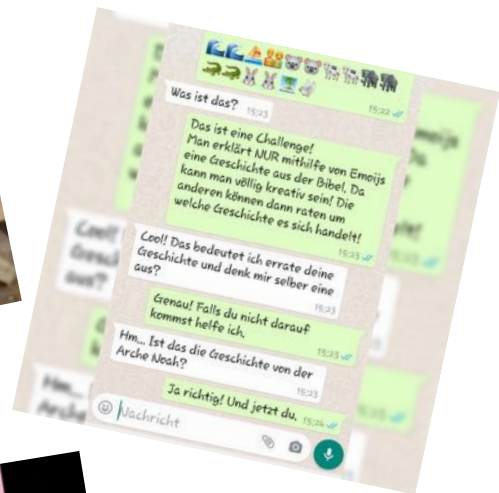 15:22
Was ist das? 15:23
Das ist eine Challenge!
Man erklärt NUR mithilfe von Emoijs
eine Geschichte aus der Bibel. Da
kann man völlig kreativ sein! Die
anderen können dann raten um
welche Geschichte es sich handelt!
15:23
Cool! Das bedeutet ich errate deine
Geschichte und denk mir selber eine
aus?
15:23
Genau! Falls du nicht darauf
kommst helfe ich.
15:23
Hm... Ist das die Geschichte von der
Arche Noah?
15:23
Ja richtig! Und jetzt du. 15:24
Nachricht